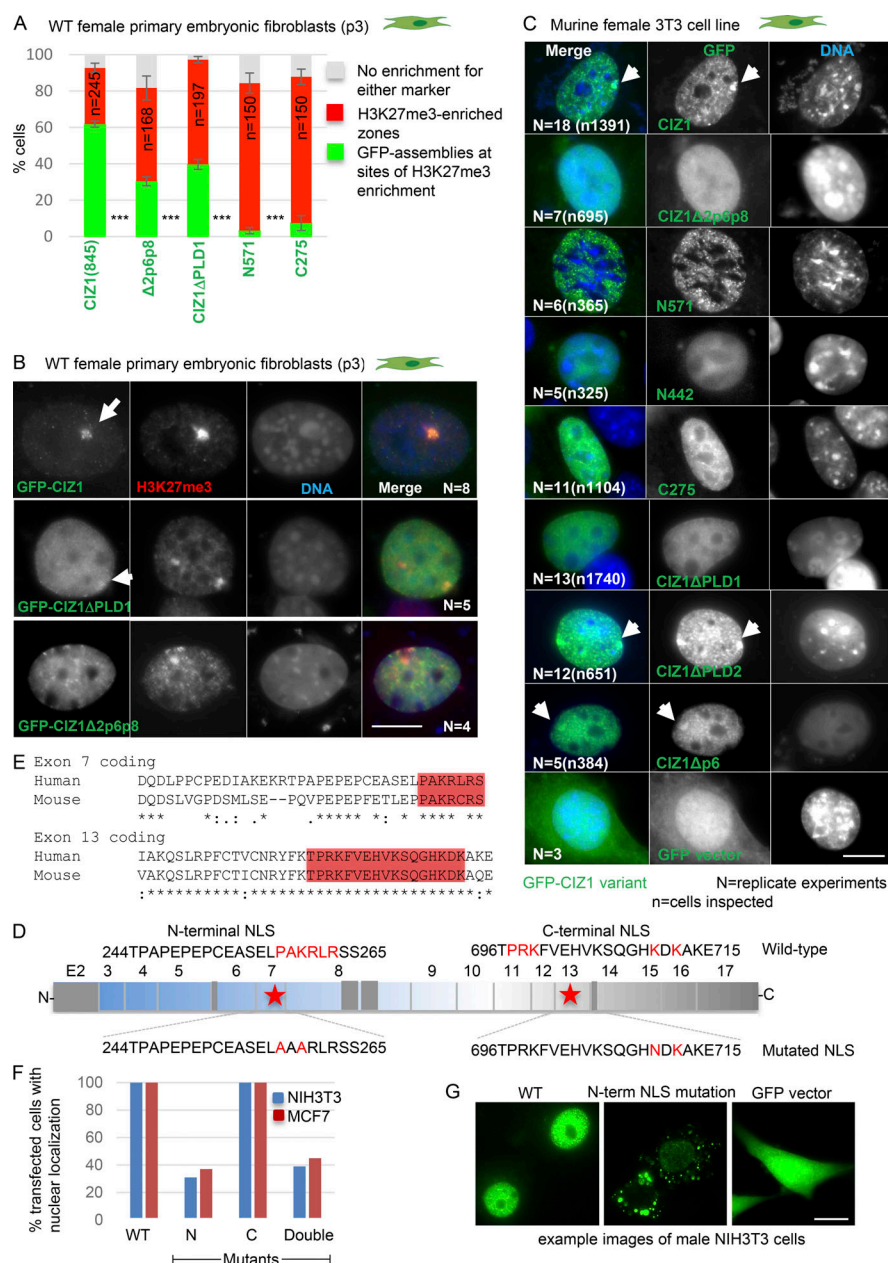 A WT female primary embryonic fibroblasts (p3)
% cells
100
80
60
40
20
0
n=245
n=168
n=197
n=150
n=150
*** *** *** ***
CIZ1(845)
Δ2p6p8
CIZ1ΔPLD1
N571
C275
No enrichment for
either marker
H3K27me3-enriched
zones
GFP-assemblies at
sites of H3K27me3
enrichment
B WT female primary embryonic fibroblasts (p3)
GFP-CIZ1 H3K27me3 DNA Merge N=8
GFP-CIZ1ΔPLD1 N=5
GFP-CIZ1Δ2p6p8 N=4
C Murine female 3T3 cell line
Merge GFP DNA
N=18 (n1391) CIZ1
N=7(n695) CIZ1Δ2p6p8
N=6(n365) N571
N=5(n325) N442
N=11(n1104) C275
N=13(n1740) CIZ1ΔPLD1
N=12(n651) CIZ1ΔPLD2
N=5(n384) CIZ1Δp6
N=3 GFP vector
GFP-CIZ1 variant N=replicate experiments
n=cells inspected
E Exon 7 coding
Human DQDLPPCPEDIAKEKRTPAPEPEPCEASELPAKRLRS
Mouse DQDSLVGPDSMLSE--PQVPEPEPFETLEPPAKRCRS
*** *:.: .* .***** *: * **** **
Exon 13 coding
Human IAKQSLRPFCTVCNRYFKTPRKFVEHVKSQGHKDKAKE
Mouse VAKQSLRPFCTICNRYFKTPRKFVEHVKSQGHKDKAQE
:**********:************************:*
D N-terminal NLS C-terminal NLS
244TPAPEPEPCEASELPAKRLRSS265 696TPRKFVEHVKSQGHKDKAKE715 Wild-type
E2 3 4 5 6 7 8 9 10 11 12 13 14 15 16 17
N- -C
244TPAPEPEPCEASELAAARLRSS265 696TPRKFVEHVKSQGHNDKAKE715 Mutated NLS
F
% transfected cells with
nuclear localization
100
80
60
40
20
0
NIH3T3
MCF7
WT N C Double
Mutants
G WT N-term NLS mutation GFP vector
example images of male NIH3T3 cells